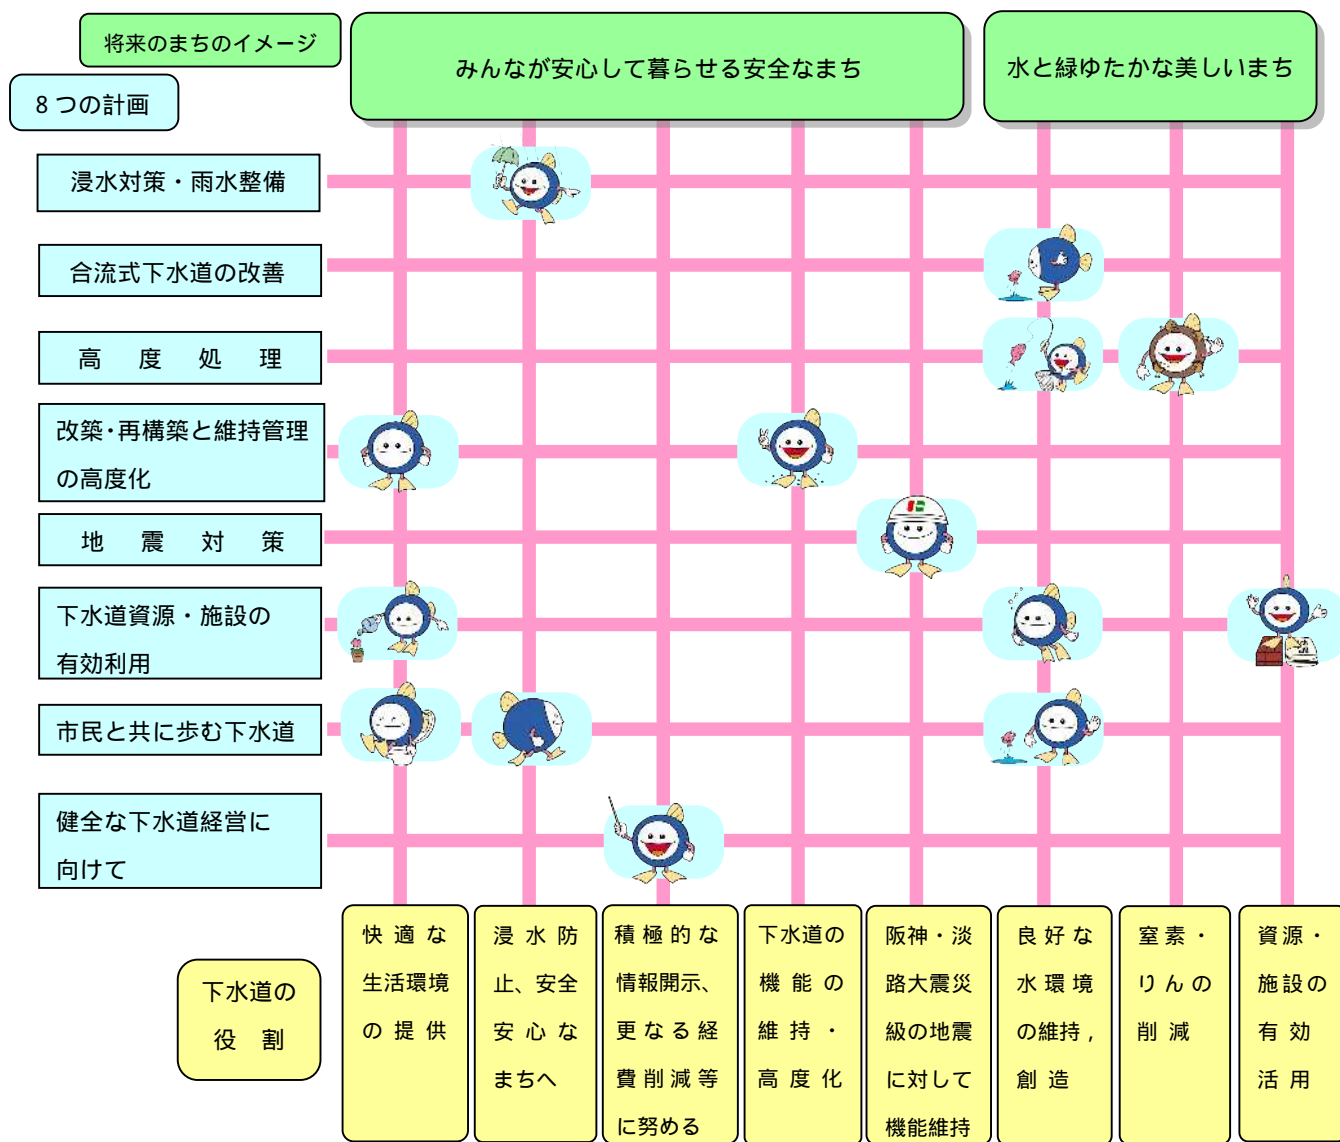 将来のまちのイメージ
みんなが安心して暮らせる安全なまち
水と緑ゆたかな美しいまち
8つの計画
浸水対策・雨水整備
合流式下水道の改善
高度処理
改築・再構築と維持管理
の高度化
地震対策
下水道資源・施設の
有効利用
市民と共に歩む下水道
健全な下水道経営に
向けて
下水道の
役割
快適な
生活環境
の提供
浸水防
止、安全
安心な
まちへ
積極的な
情報開示、
更なる経
費削減等
に努める
下水道の
機能の
維持・
高度化
阪神・淡
路大震災
級の地震
に対して
機能維持
良好な
水環境
の維持,
創造
窒素・
りんの
削減
資源・
施設の
有効
活用